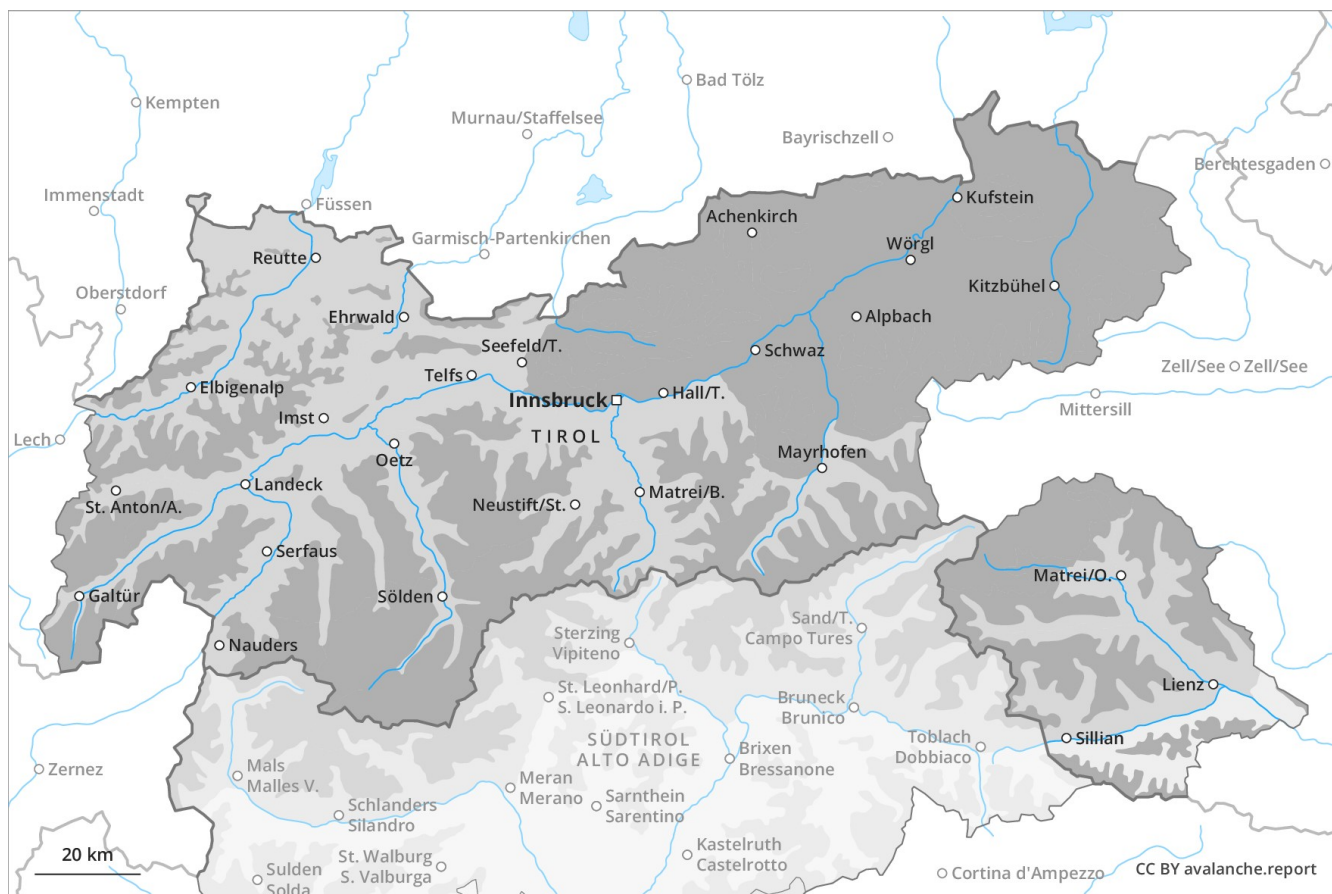 Kempten
Bad Tölz
Murnau/Staffelsee
Bayrischzell
Berchtesgaden
Immenstadt
Füssen
Kufstein
Achenkirch
Garmisch-Partenkirchen
Wörgl
Reutte
Kitzbühel
Oberstdorf
Ehrwald
Alpbach
Seefeld/T.
Schwaz
Telfs
Zell/See
Zell/See
Elbigenalp
Innsbruck
Hall/T.
Mittersill
Imst
Lech
TIROL
Oetz
Mayrhofen
Landeck
Matrei/B.
St. Anton/A.
Neustift/St.
Serfaus
Matrei/O.
Galtür
Sölden
Sand/T.
Campo Tures
Sterzing
Vipiteno
Nauders
Lienz
St. Leonhard/P.
S. Leonardo i. P.
Bruneck
Brunico
Sillian
SÜDTIROL
ALTO ADIGE
Toblach
Dobbiaco
Brixen
Bressanone
Zernez
Mals
Malles V.
Meran
Merano
Sarnthein
Sarentino
Schlanders
Silandro
Kastelruth
Castelrotto
20 km
St. Walburg
S. Valburga
Sulden
Solda
Cortina d'Ampezzo
CC BY avalanche.report